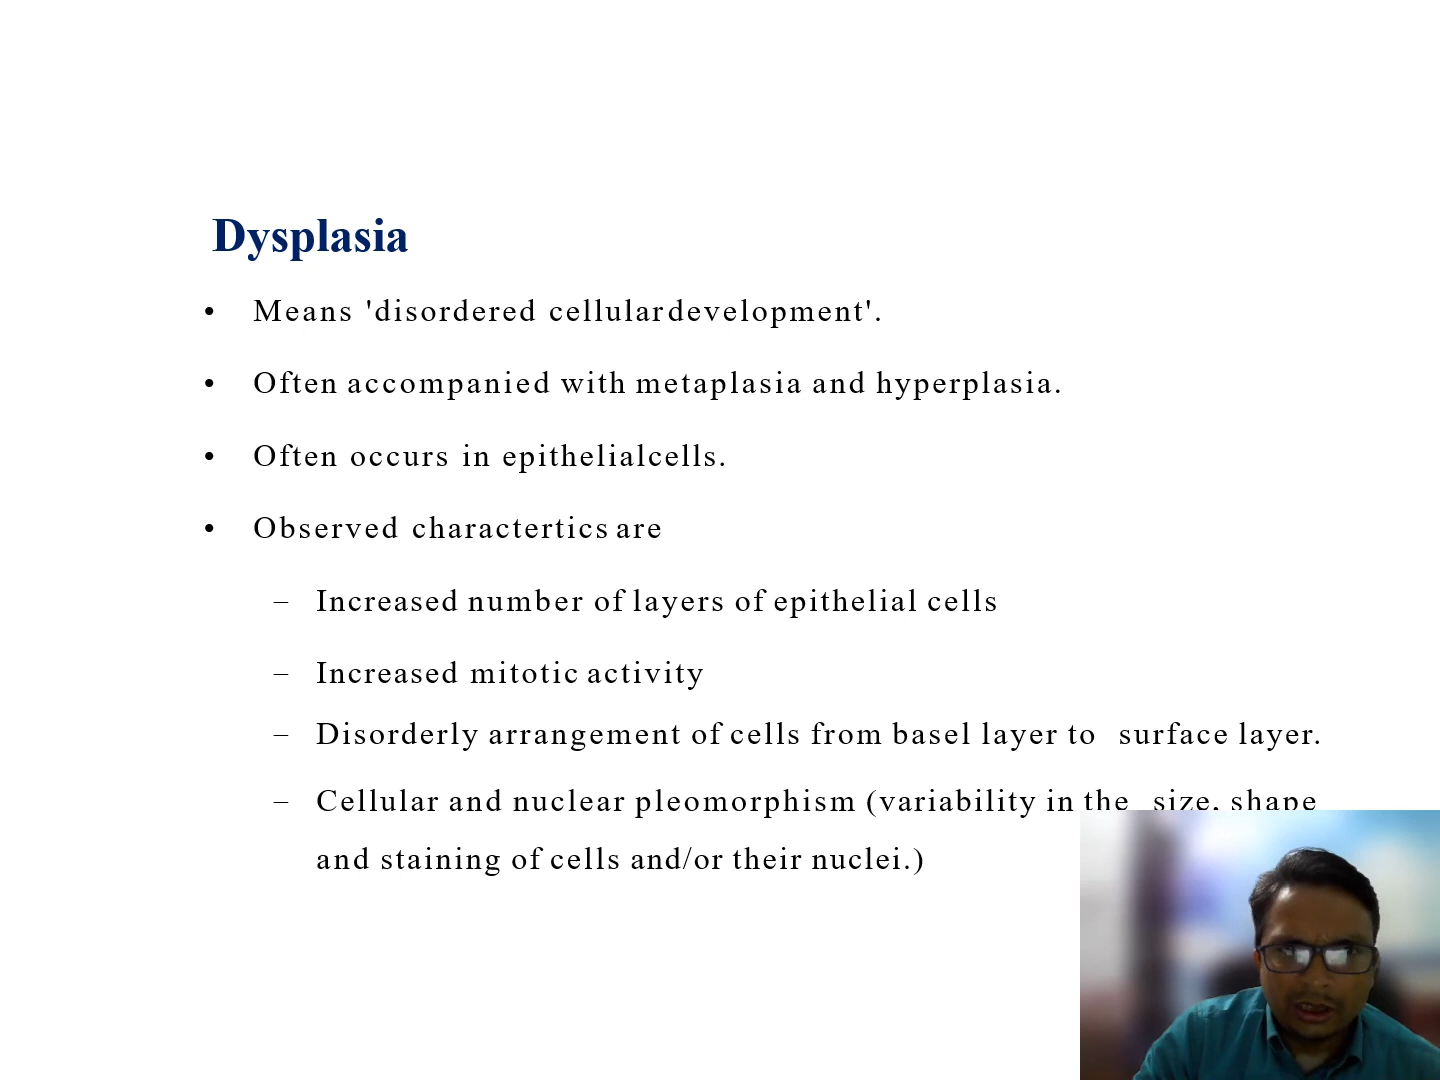 Dysplasia
• Means 'disordered cellular development'.
• Often accompanied with metaplasia and hyperplasia.
• Often occurs in epithelialcells.
• Observed charactertics are
– Increased number of layers of epithelial cells
– Increased mitotic activity
– Disorderly arrangement of cells from basel layer to surface layer.
– Cellular and nuclear pleomorphism (variability in the size, shape
and staining of cells and/or their nuclei.)